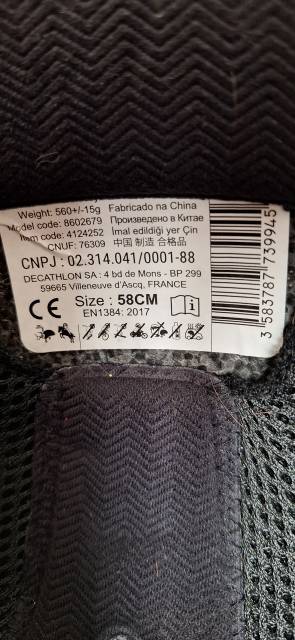 Weight: 560+/-15g Fabricado na China
Model code: 8602679 Произведено в Китае
Item code: 4124252 İmal edildiği yer Çin
CNUF: 76309 中国 制造 合格品
CNPJ : 02.314.041/0001-88
DECATHLON SA : 4 bd de Mons - BP 299
59665 Villeneuve d'Ascq, FRANCE
CE Size : 58CM
EN1384: 2017
3 583787 739945